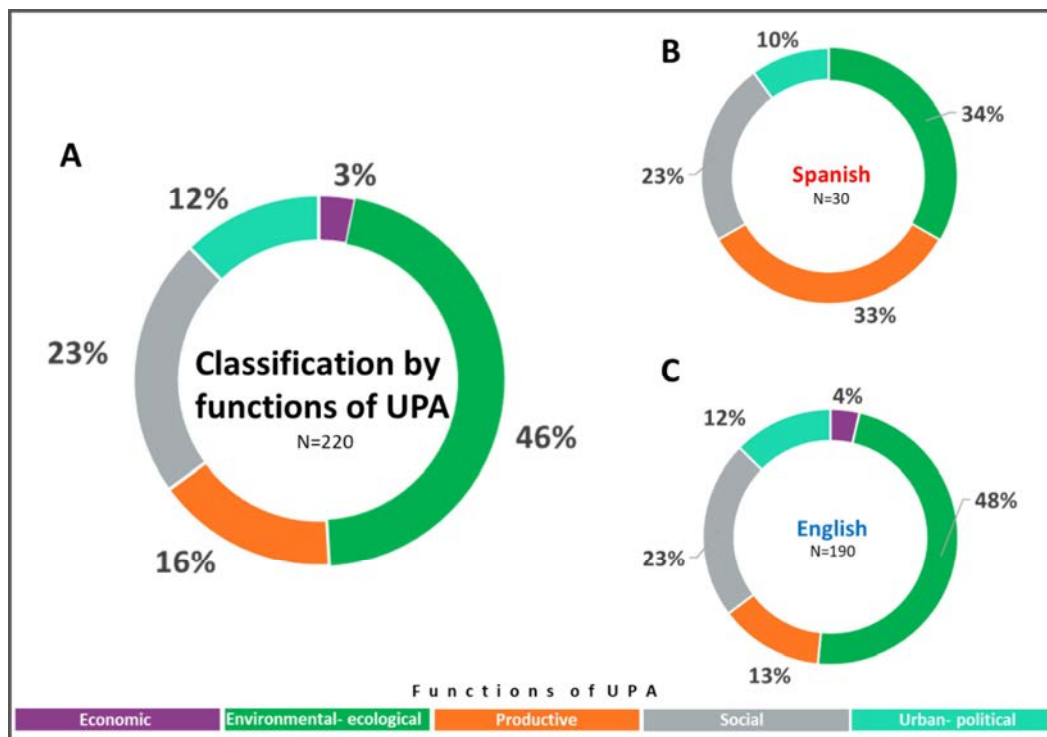 A
3%
12%
23%
46%
16%
Classification by
functions of UPA
N=220
B
10%
34%
23%
33%
Spanish
N=30
C
4%
12%
48%
23%
13%
English
N=190
Functions of UPA
Economic
Environmental- ecological
Productive
Social
Urban- political